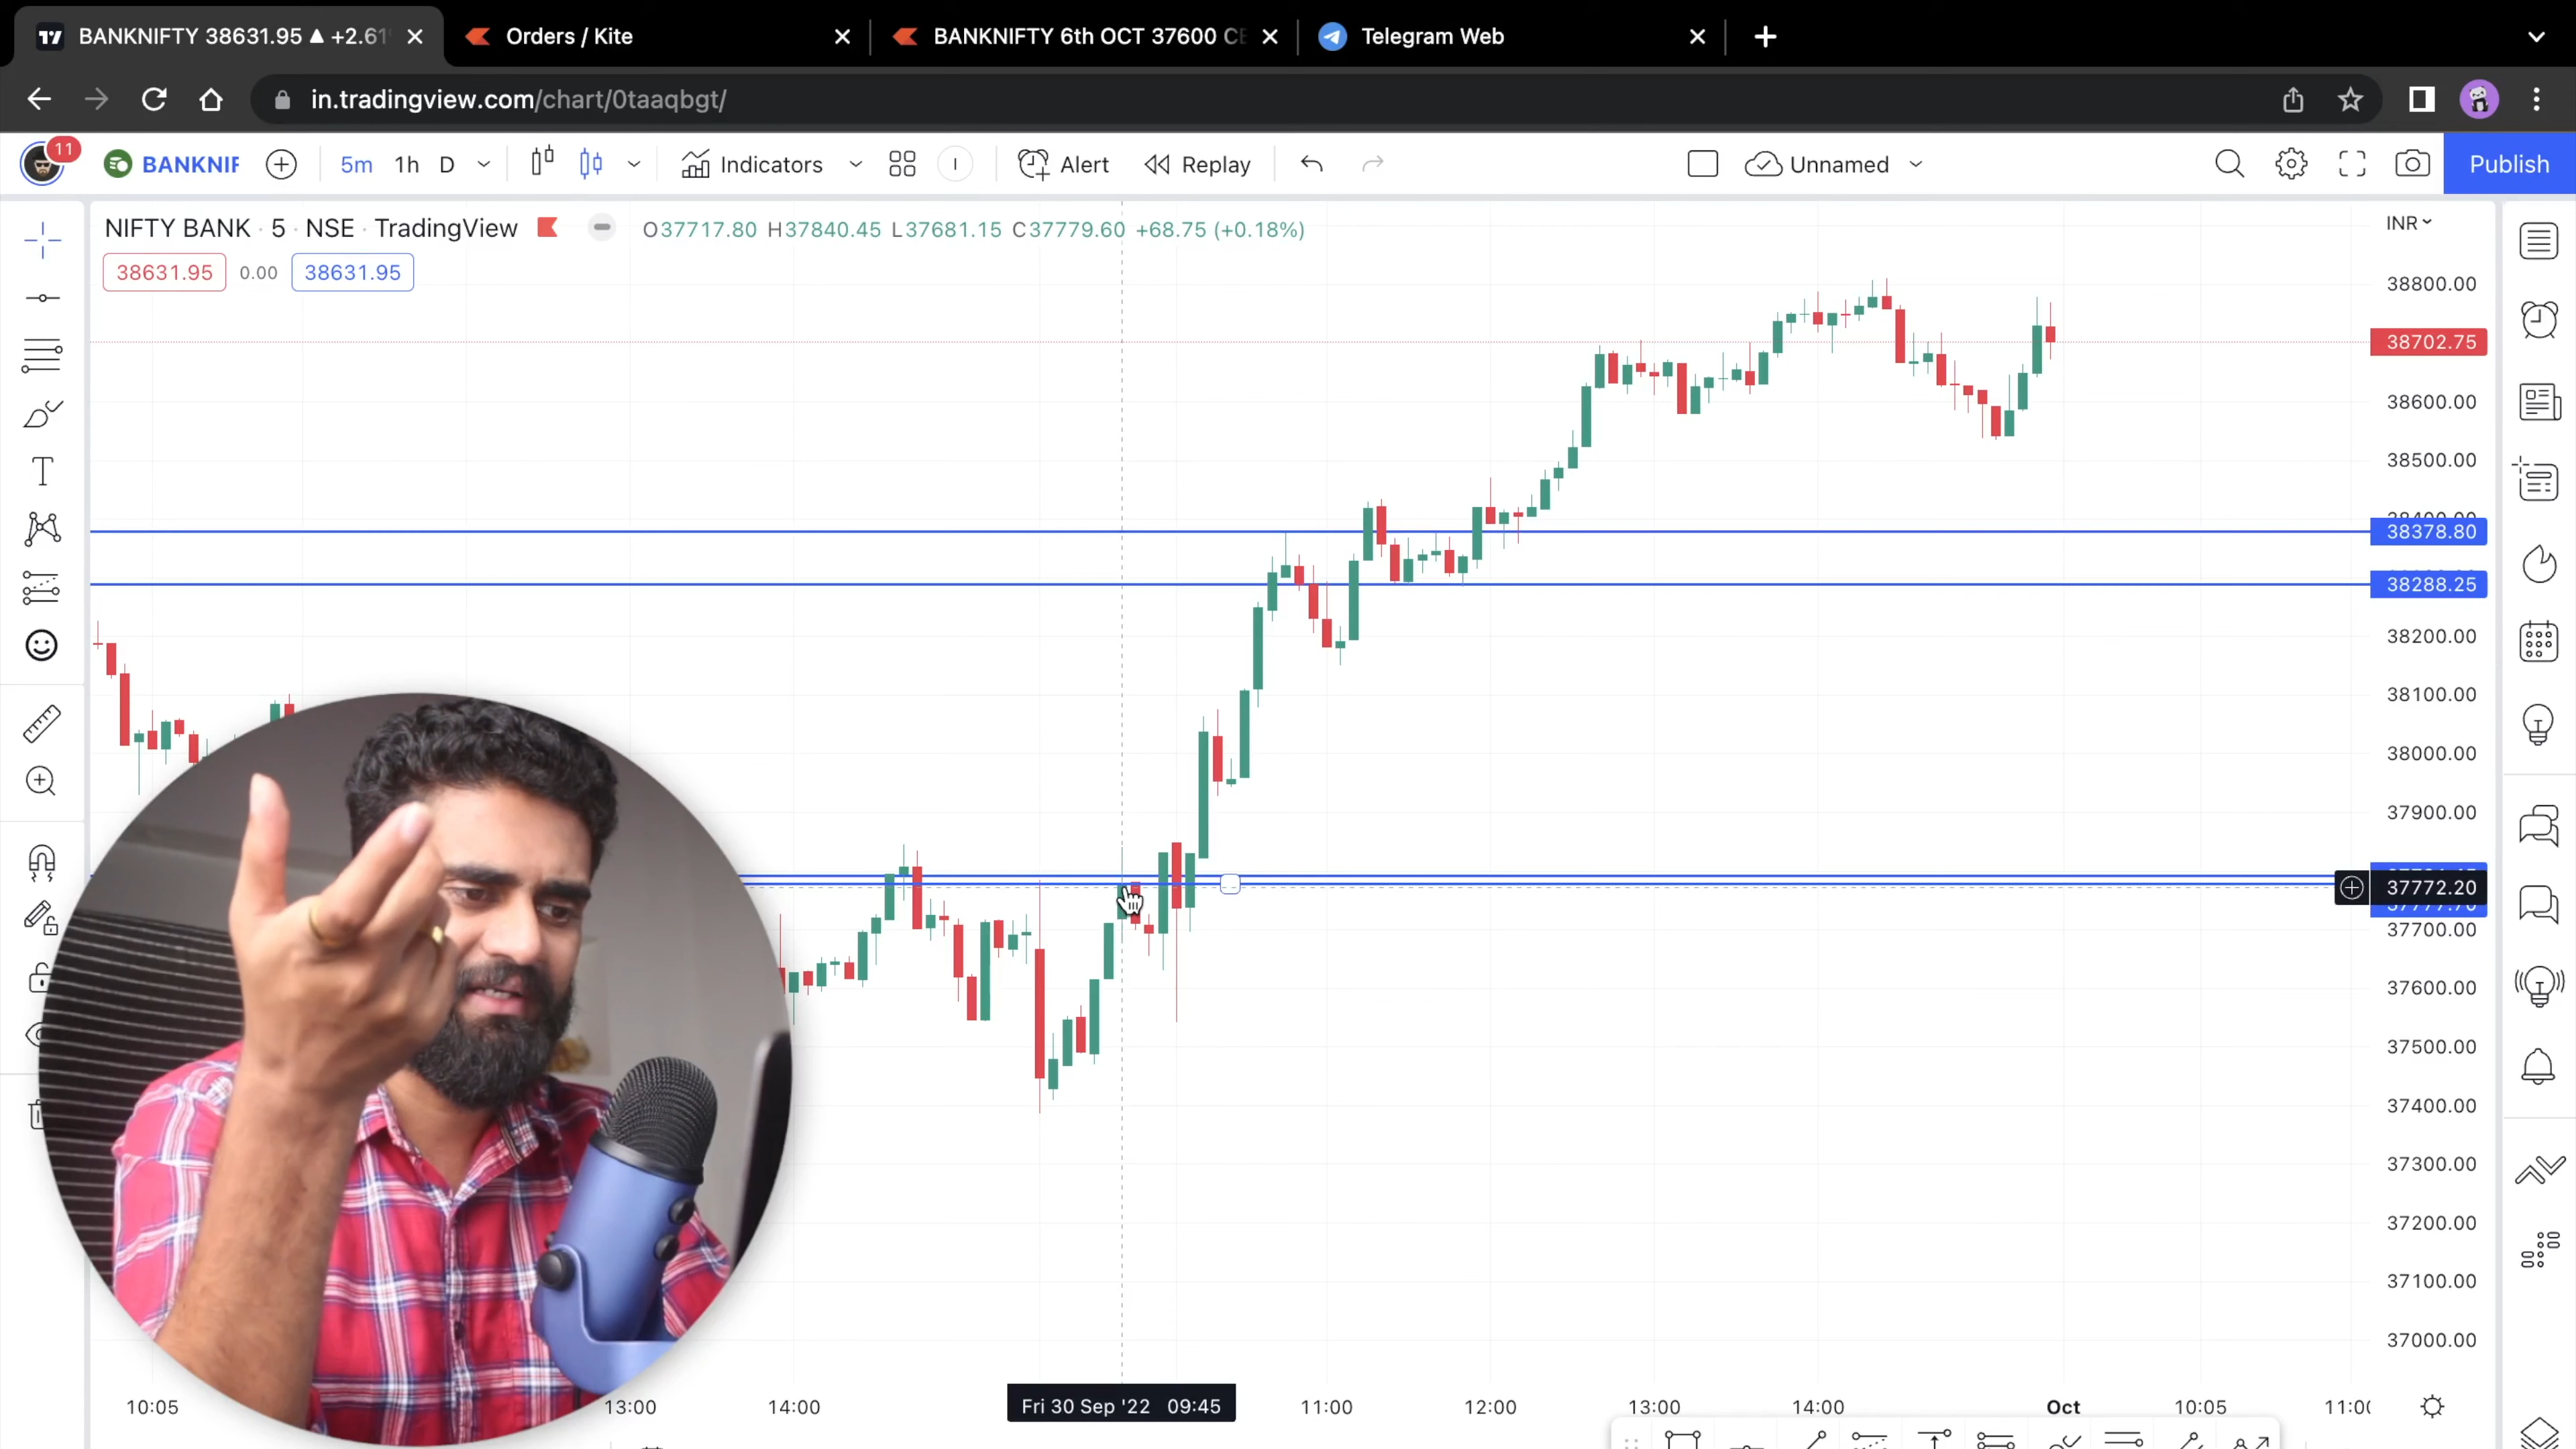 BANKNIFTY 38631.95 ▲ +2.61%
Orders / Kite
BANKNIFTY 6th OCT 37600 CE
Telegram Web
in.tradingview.com/chart/0taaqbgt/
11
BANKNIF
5m 1h D
Indicators
Alert
Replay
Unnamed
Publish
NIFTY BANK · 5 · NSE · TradingView
O37717.80 H37840.45 L37681.15 C37779.60 +68.75 (+0.18%)
INR
38631.95 0.00 38631.95
38800.00
38702.75
38600.00
38500.00
38378.80
38288.25
38200.00
38100.00
38000.00
37900.00
37772.20
37700.00
37600.00
37500.00
37400.00
37300.00
37200.00
37100.00
37000.00
10:05 13:00 14:00 Fri 30 Sep '22 09:45 11:00 12:00 13:00 14:00 Oct 10:05 11:00